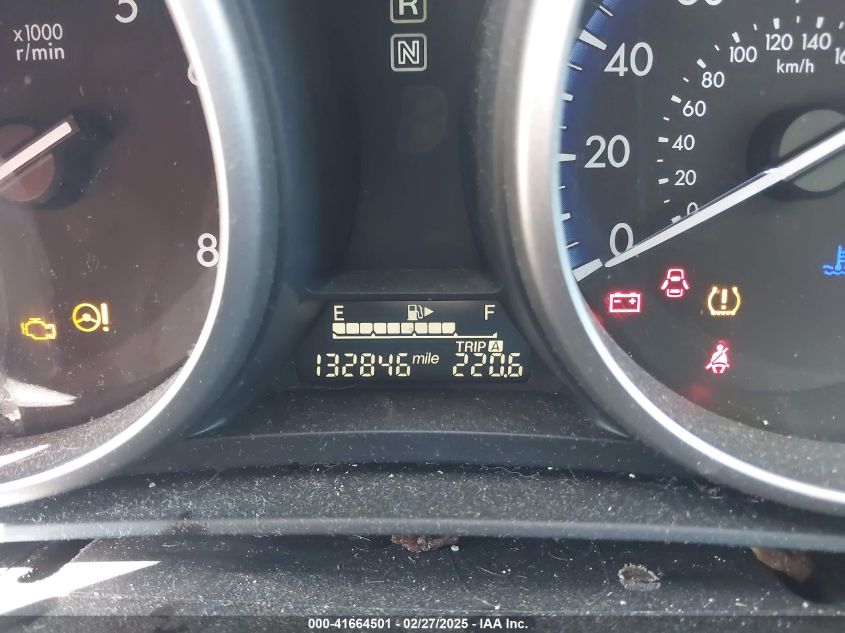 5
x1000
r/min
8
R
N
40
20
0
100 120 140
80
60
40
20
0
km/h
E F
TRIP A
132846 mile 220.6
000-41664501 - 02/27/2025 - IAA, Inc.